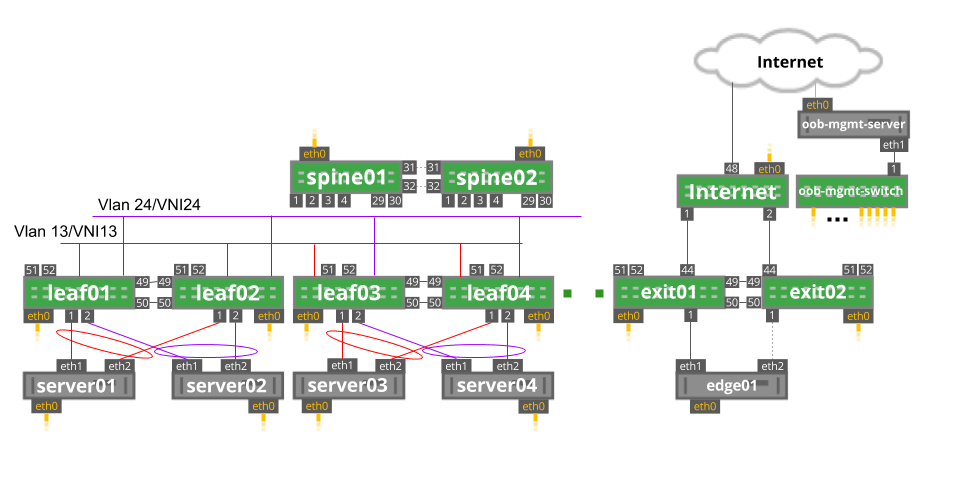 Internet
eth0
oob-mgmt-server
eth1
eth0 eth0
spine01 31 31 spine02
32 32
1 2 3 4 29 30 1 2 3 4 29 30
48 eth0 1
Internet oob-mgmt-switch
1 2 ...
Vlan 24/VNI24
Vlan 13/VNI13
51 52 51 52 51 52 51 52 51 52 44 44 51 52
leaf01 49 49 leaf02 leaf03 49 49 leaf04 exit01 49 49 exit02
50 50 50 50 50 50
eth0 1 2 1 2 eth0 eth0 1 2 1 2 eth0 eth0 1 1 eth0
eth1 eth2 eth1 eth2 eth1 eth2 eth1 eth2 eth1 eth2
server01 server02 server03 server04 edge01
eth0 eth0 eth0 eth0 eth0